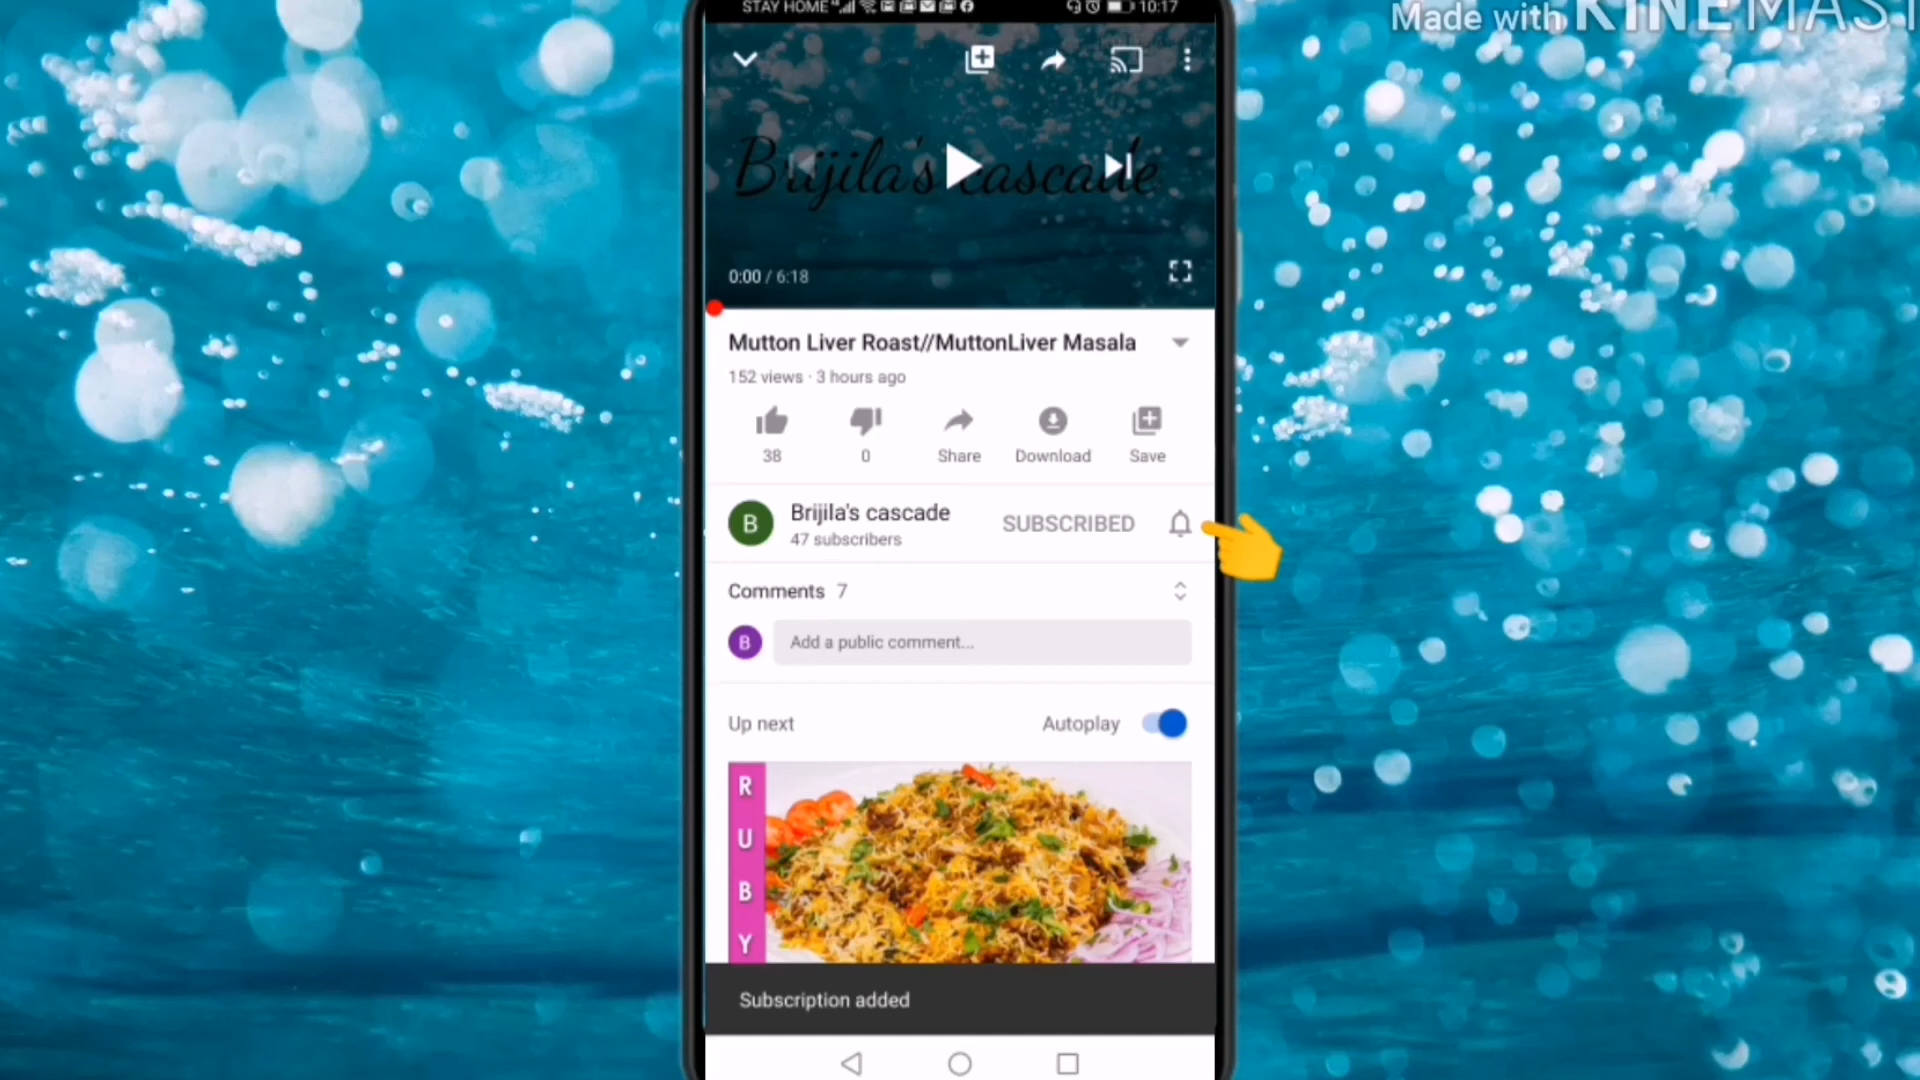 Made with KINEMAST
STAY HOME 10:17
Brijila's cascade
0:00 / 6:18
Mutton Liver Roast//MuttonLiver Masala
152 views · 3 hours ago
38 0 Share Download Save
B Brijila's cascade SUBSCRIBED
47 subscribers
Comments 7
B Add a public comment...
Up next Autoplay
R
U
B
Y
Subscription added